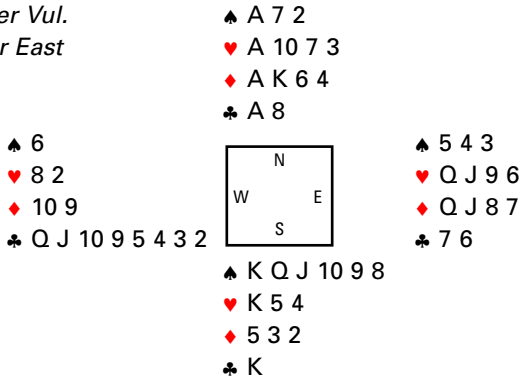 er Vul.
r East
♠ A 7 2
♥ A 10 7 3
♦ A K 6 4
♣ A 8
♠ 6
♥ 8 2
♦ 10 9
♣ Q J 10 9 5 4 3 2
N
W E
S
♠ 5 4 3
♥ Q J 9 6
♦ Q J 8 7
♣ 7 6
♠ K Q J 10 9 8
♥ K 5 4
♦ 5 3 2
♣ K